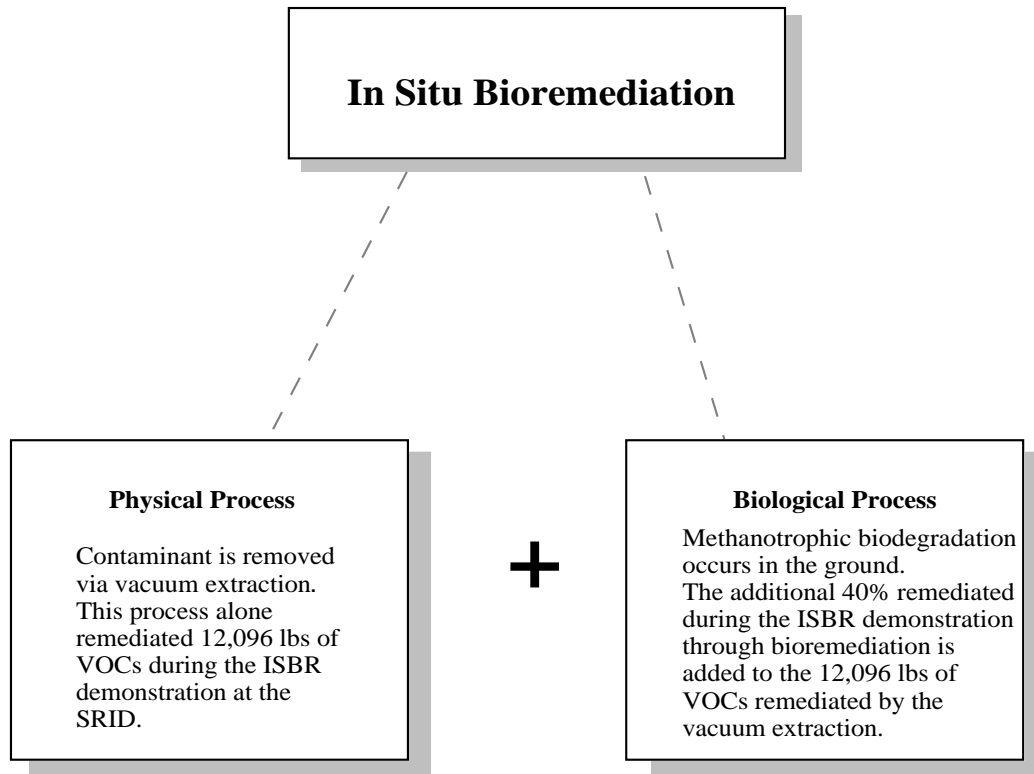 In Situ Bioremediation
Physical Process
Contaminant is removed
via vacuum extraction.
This process alone
remediated 12,096 lbs of
VOCs during the ISBR
demonstration at the
SRID.
+
Biological Process
Methanotrophic biodegradation
occurs in the ground.
The additional 40% remediated
during the ISBR demonstration
through bioremediation is
added to the 12,096 lbs of
VOCs remediated by the
vacuum extraction.